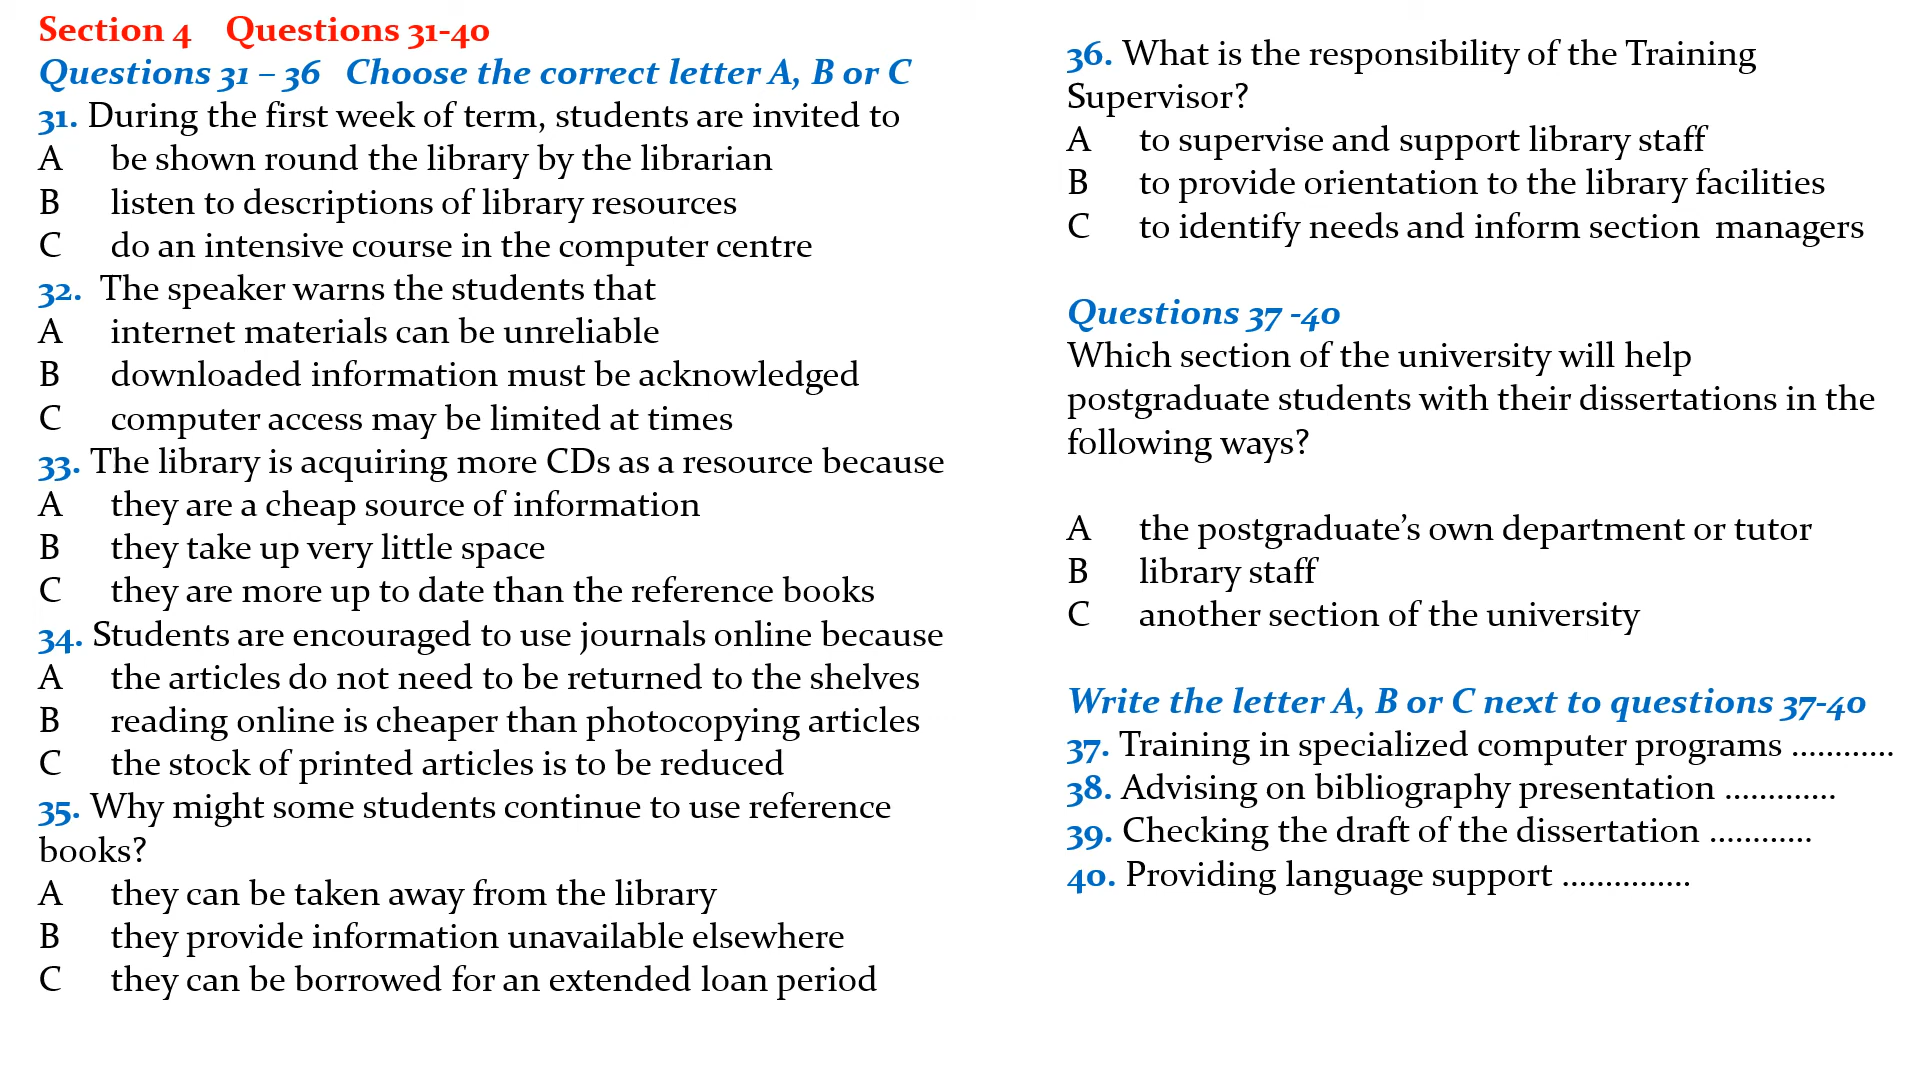 Section 4 Questions 31-40
Questions 31 – 36 Choose the correct letter A, B or C
31. During the first week of term, students are invited to
A be shown round the library by the librarian
B listen to descriptions of library resources
C do an intensive course in the computer centre
32. The speaker warns the students that
A internet materials can be unreliable
B downloaded information must be acknowledged
C computer access may be limited at times
33. The library is acquiring more CDs as a resource because
A they are a cheap source of information
B they take up very little space
C they are more up to date than the reference books
34. Students are encouraged to use journals online because
A the articles do not need to be returned to the shelves
B reading online is cheaper than photocopying articles
C the stock of printed articles is to be reduced
35. Why might some students continue to use reference
books?
A they can be taken away from the library
B they provide information unavailable elsewhere
C they can be borrowed for an extended loan period
36. What is the responsibility of the Training
Supervisor?
A to supervise and support library staff
B to provide orientation to the library facilities
C to identify needs and inform section managers
Questions 37 -40
Which section of the university will help
postgraduate students with their dissertations in the
following ways?
A the postgraduate’s own department or tutor
B library staff
C another section of the university
Write the letter A, B or C next to questions 37-40
37. Training in specialized computer programs ............
38. Advising on bibliography presentation .............
39. Checking the draft of the dissertation ............
40. Providing language support ...............